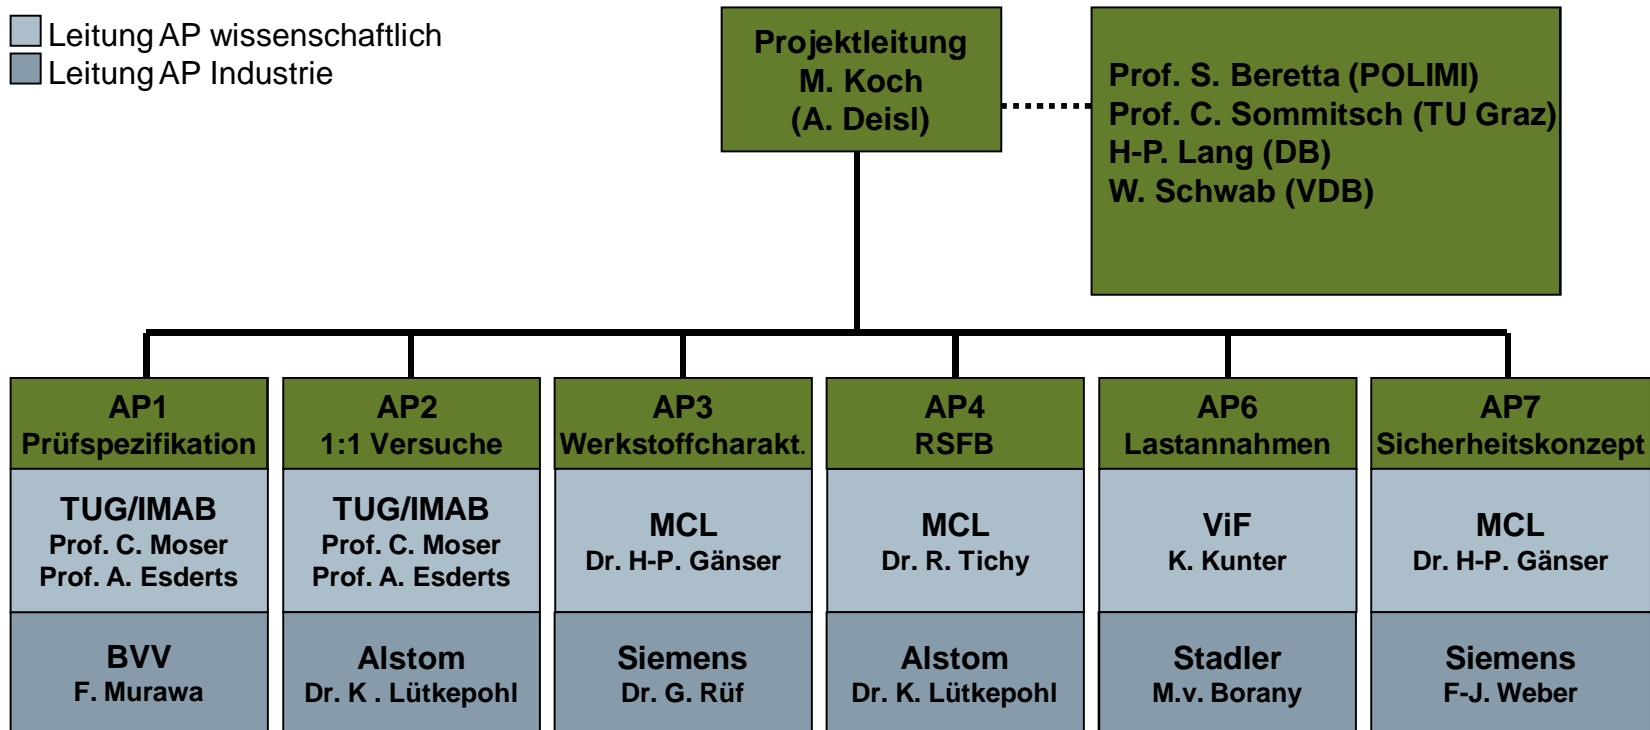 Leitung AP wissenschaftlich
Leitung AP Industrie
Projektleitung
M. Koch
(A. Deisl)
Prof. S. Beretta (POLIMI)
Prof. C. Sommitsch (TU Graz)
H-P. Lang (DB)
W. Schwab (VDB)
AP1
Prüfspezifikation
TUG/IMAB
Prof. C. Moser
Prof. A. Esderts
BVV
F. Murawa
AP2
1:1 Versuche
TUG/IMAB
Prof. C. Moser
Prof. A. Esderts
Alstom
Dr. K . Lütkepohl
AP3
Werkstoffcharakt.
MCL
Dr. H-P. Gänser
Siemens
Dr. G. Rüf
AP4
RSFB
MCL
Dr. R. Tichy
Alstom
Dr. K. Lütkepohl
AP6
Lastannahmen
ViF
K. Kunter
Stadler
M.v. Borany
AP7
Sicherheitskonzept
MCL
Dr. H-P. Gänser
Siemens
F-J. Weber